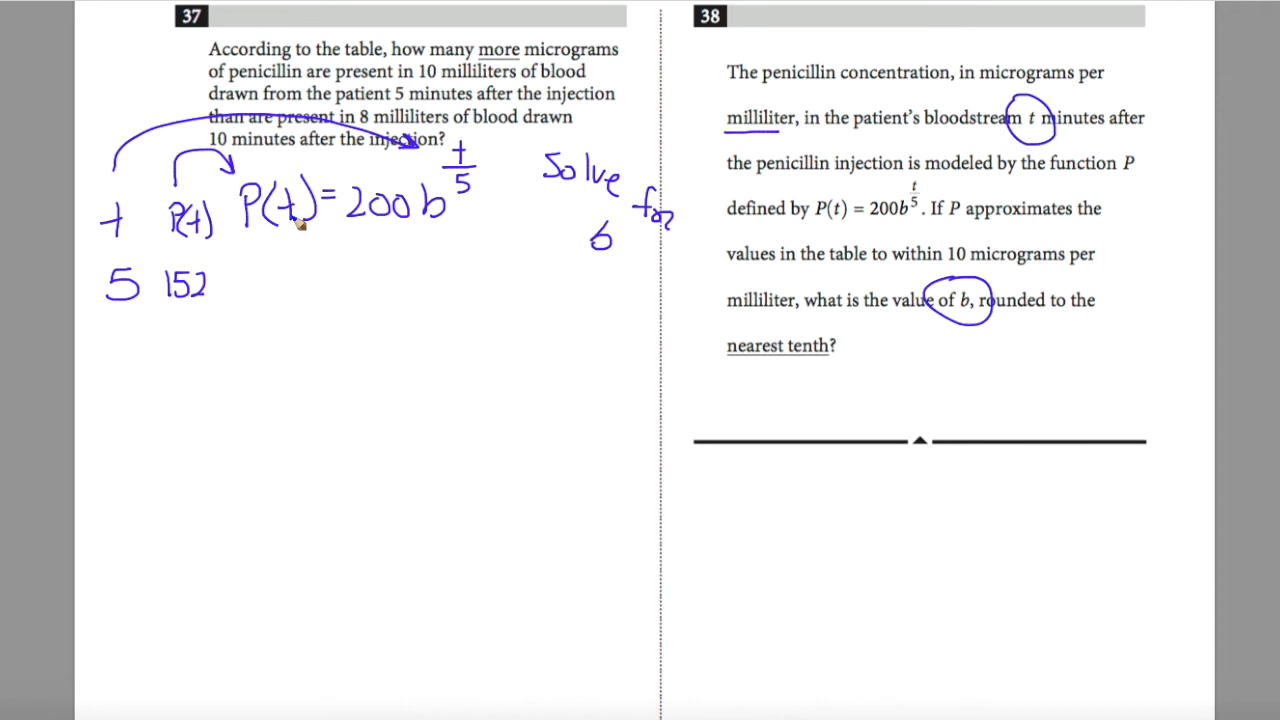 37
According to the table, how many more micrograms
of penicillin are present in 10 milliliters of blood
drawn from the patient 5 minutes after the injection
than are present in 8 milliliters of blood drawn
10 minutes after the injection?
t P(t) P(t) = 200b^(t/5) Solve for b
5 152
38
The penicillin concentration, in micrograms per
milliliter, in the patient's bloodstream t minutes after
the penicillin injection is modeled by the function P
defined by P(t) = 200b^(t/5). If P approximates the
values in the table to within 10 micrograms per
milliliter, what is the value of b, rounded to the
nearest tenth?